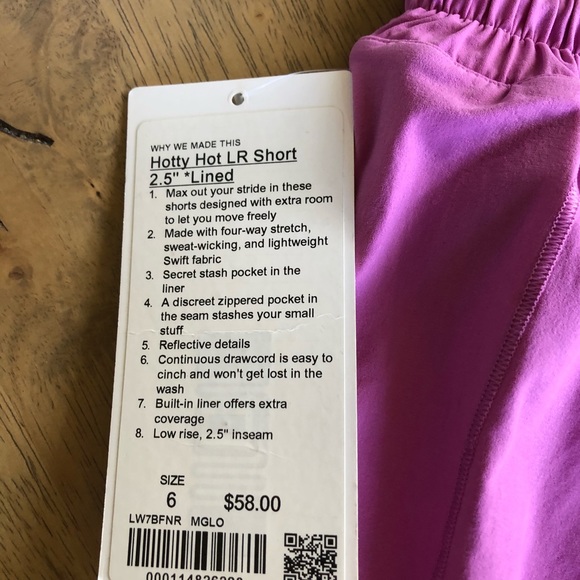 WHY WE MADE THIS
Hotty Hot LR Short
2.5" *Lined
1. Max out your stride in these
shorts designed with extra room
to let you move freely
2. Made with four-way stretch,
sweat-wicking, and lightweight
Swift fabric
3. Secret stash pocket in the
liner
4. A discreet zippered pocket in
the seam stashes your small
stuff
5. Reflective details
6. Continuous drawcord is easy to
cinch and won't get lost in the
wash
7. Built-in liner offers extra
coverage
8. Low rise, 2.5" inseam
SIZE
6 $58.00
LW7BFNR MGLO